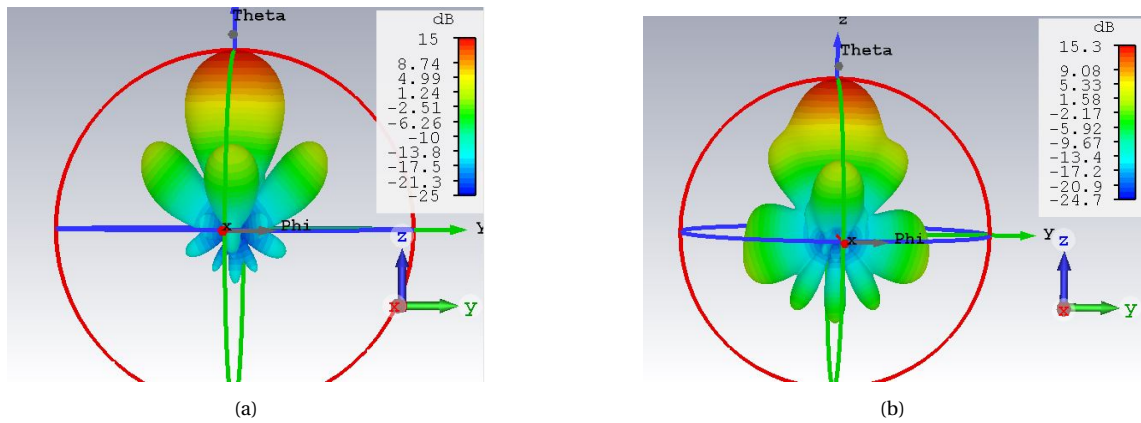 Theta
dB
15
8.74
4.99
1.24
-2.51
-6.26
-10
-13.8
-17.5
-21.3
-25
x
Phi
y
z
x
y
(a)
z
Theta
dB
15.3
9.08
5.33
1.58
-2.17
-5.92
-9.67
-13.4
-17.2
-20.9
-24.7
x
Phi
y
z
x
y
(b)